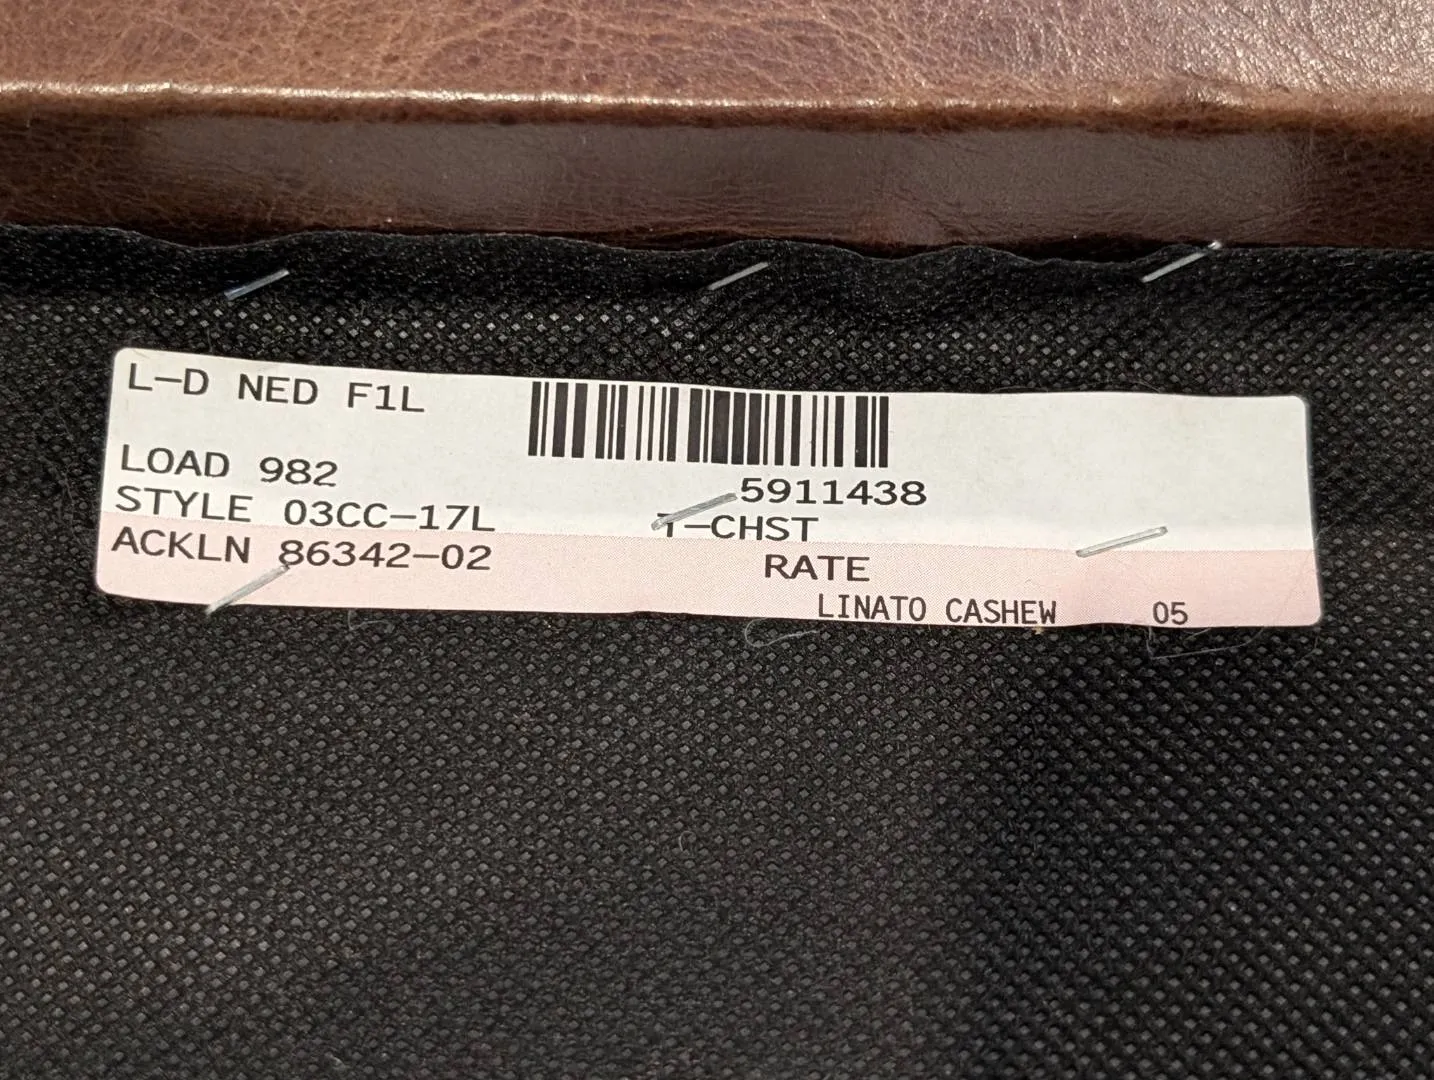 L-D NED F1L
LOAD 982
5911438
STYLE 03CC-17L T-CHST
ACKLN 86342-02 RATE
LINATO CASHEW 05